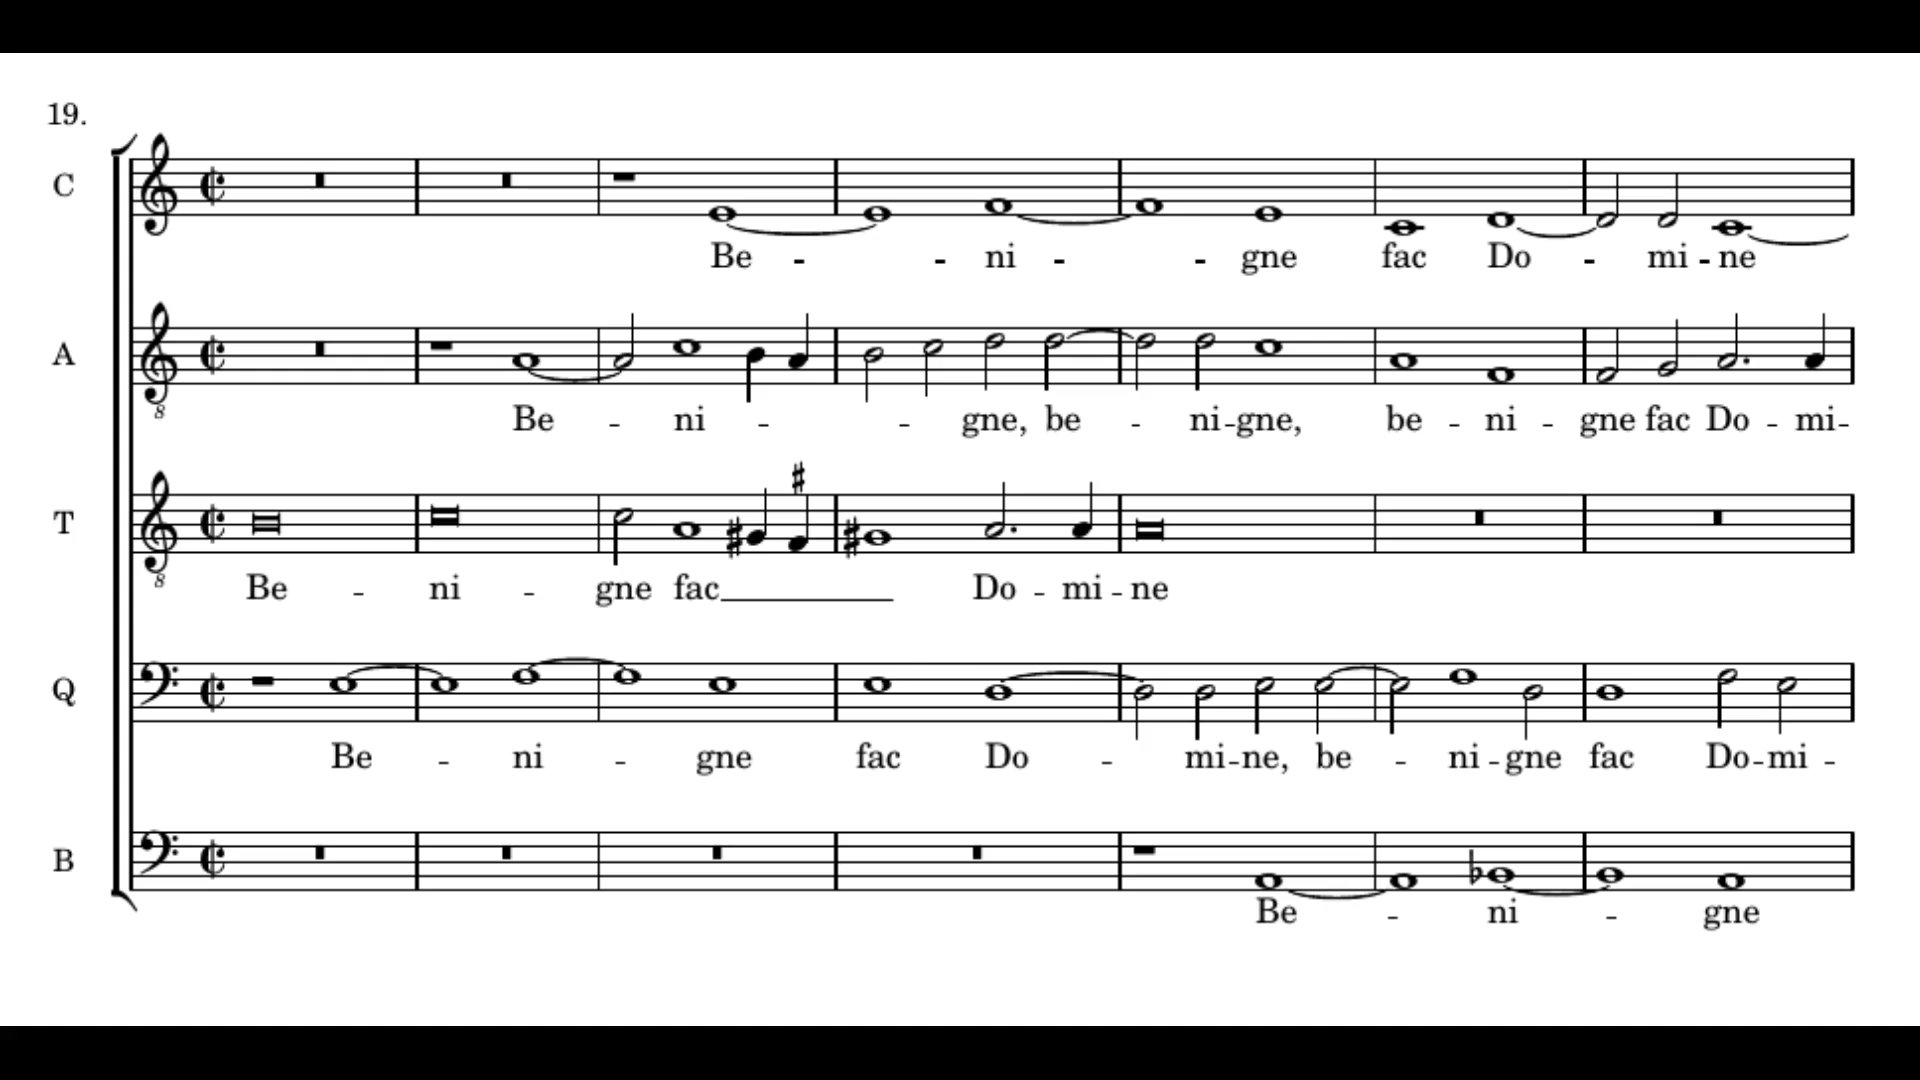 19.
C
Be - - ni - - gne fac Do - mi - ne
A
8
Be - ni - - gne, be - ni - gne, be - ni - gne fac Do - mi -
T
8
Be - ni - gne fac Do - mi - ne
Q
Be - ni - gne fac Do - mi - ne, be - ni - gne fac Do - mi -
B
Be - ni - gne